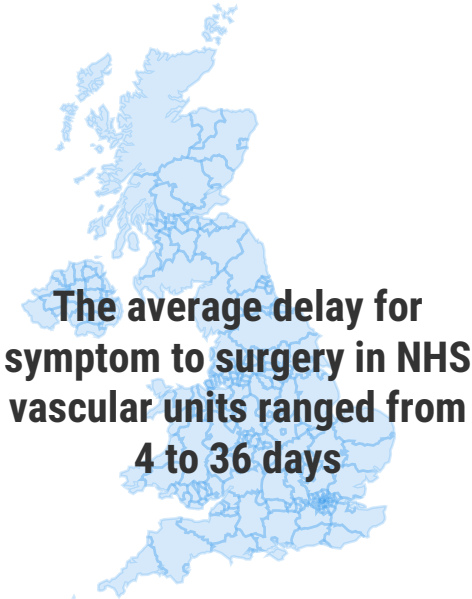 The average delay for
symptom to surgery in NHS
vascular units ranged from
4 to 36 days